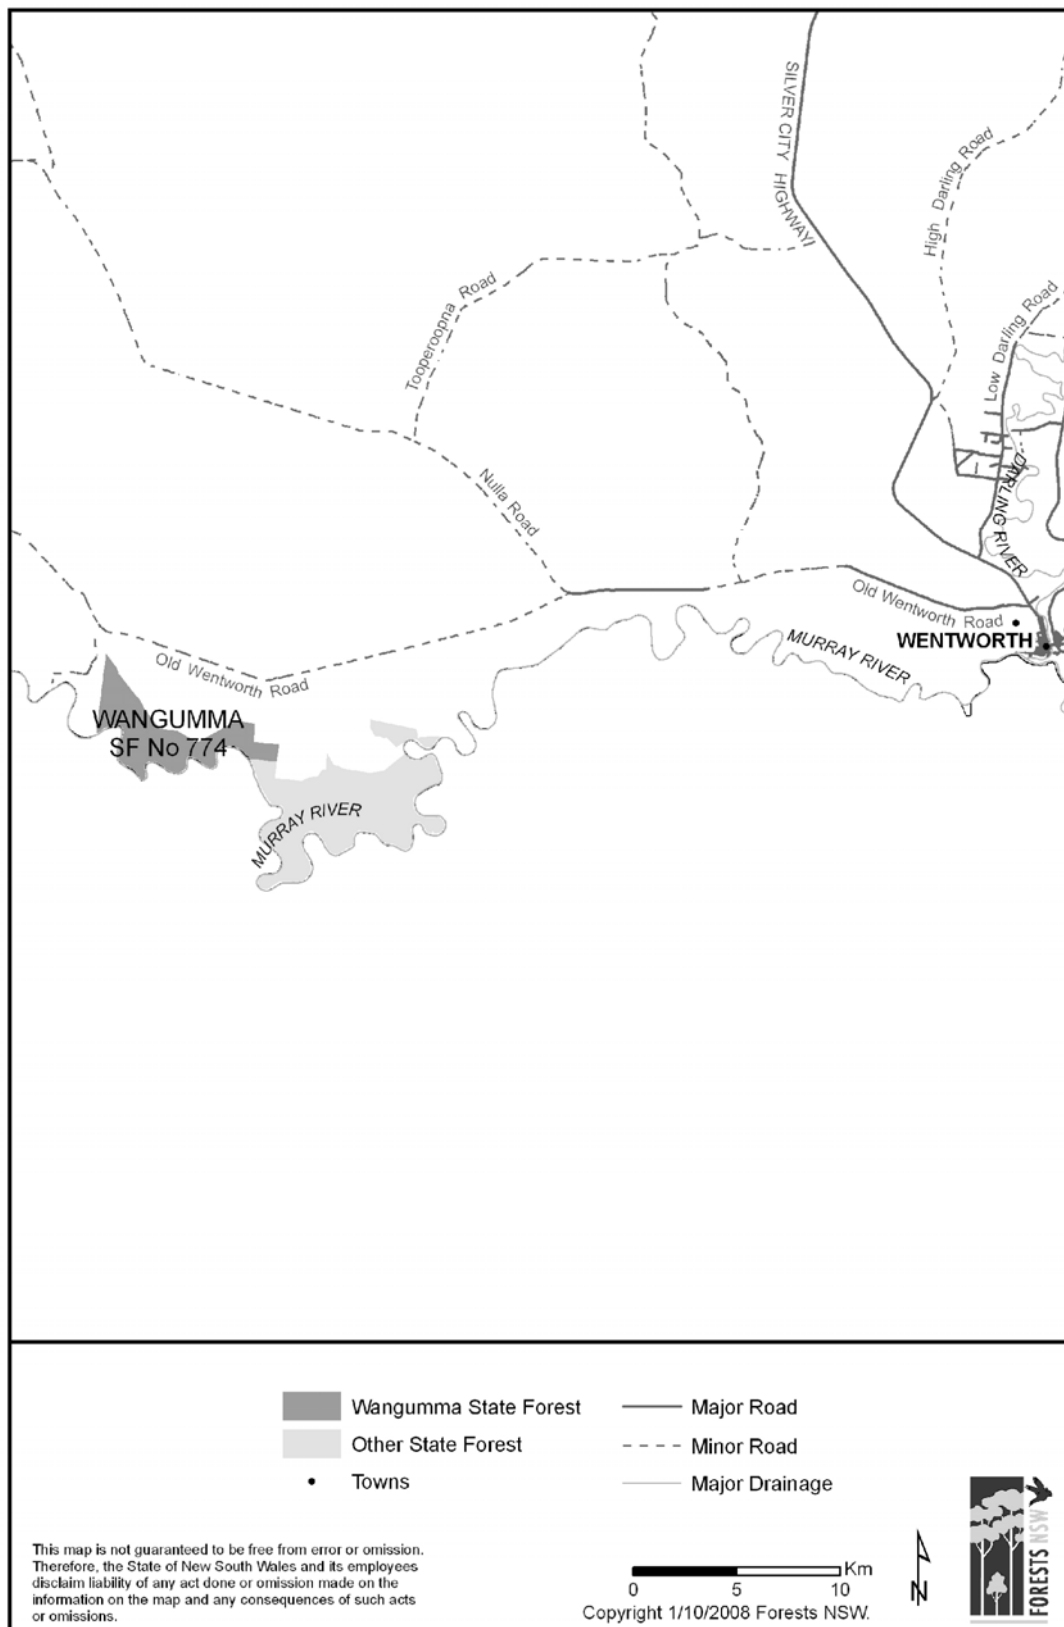 SILVER CITY HIGHWAY
High Darling Road
Tooperoopna Road
Low Darling Road
Nulla Road
DARLING RIVER
Old Wentworth Road
WENTWORTH
MURRAY RIVER
Old Wentworth Road
WANGUMMA
SF No 774
MURRAY RIVER
Wangumma State Forest
Major Road
Other State Forest
Minor Road
Towns
Major Drainage
This map is not guaranteed to be free from error or omission.
Therefore, the State of New South Wales and its employees
disclaim liability of any act done or omission made on the
information on the map and any consequences of such acts
or omissions.
Km
0 5 10
Copyright 1/10/2008 Forests NSW.
N
FORESTS NSW